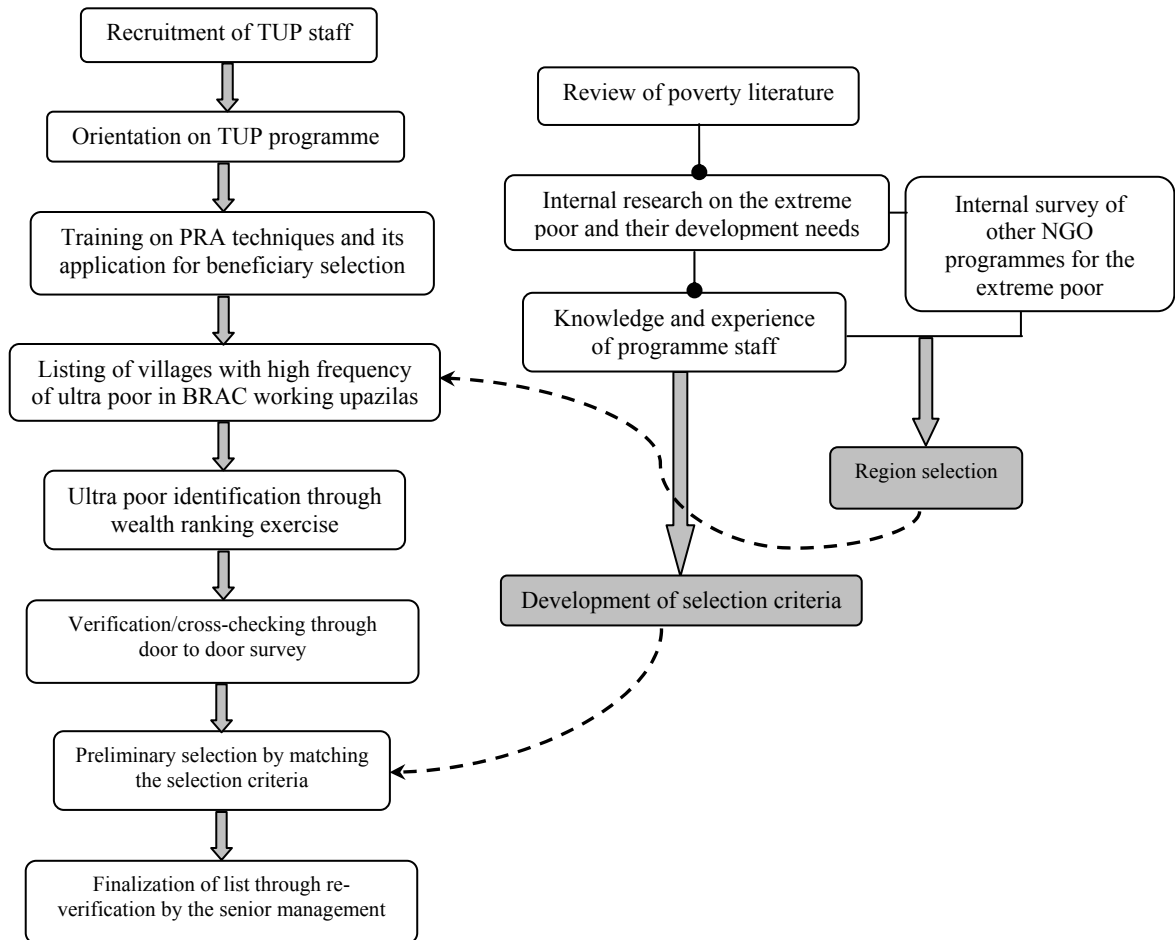 Recruitment of TUP staff
Orientation on TUP programme
Training on PRA techniques and its
application for beneficiary selection
Listing of villages with high frequency
of ultra poor in BRAC working upazilas
Ultra poor identification through
wealth ranking exercise
Verification/cross-checking through
door to door survey
Preliminary selection by matching
the selection criteria
Finalization of list through re-
verification by the senior management
Review of poverty literature
Internal research on the extreme
poor and their development needs
Internal survey of
other NGO
programmes for the
extreme poor
Knowledge and experience
of programme staff
Region selection
Development of selection criteria